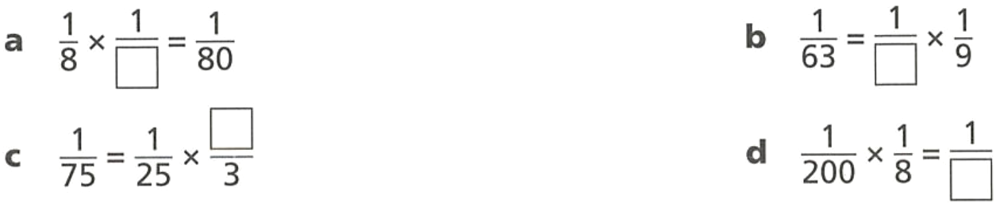 a 1/8 × 1/□ = 1/80
b 1/63 = 1/□ × 1/9
c 1/75 = 1/25 × □/3
d 1/200 × 1/8 = 1/□